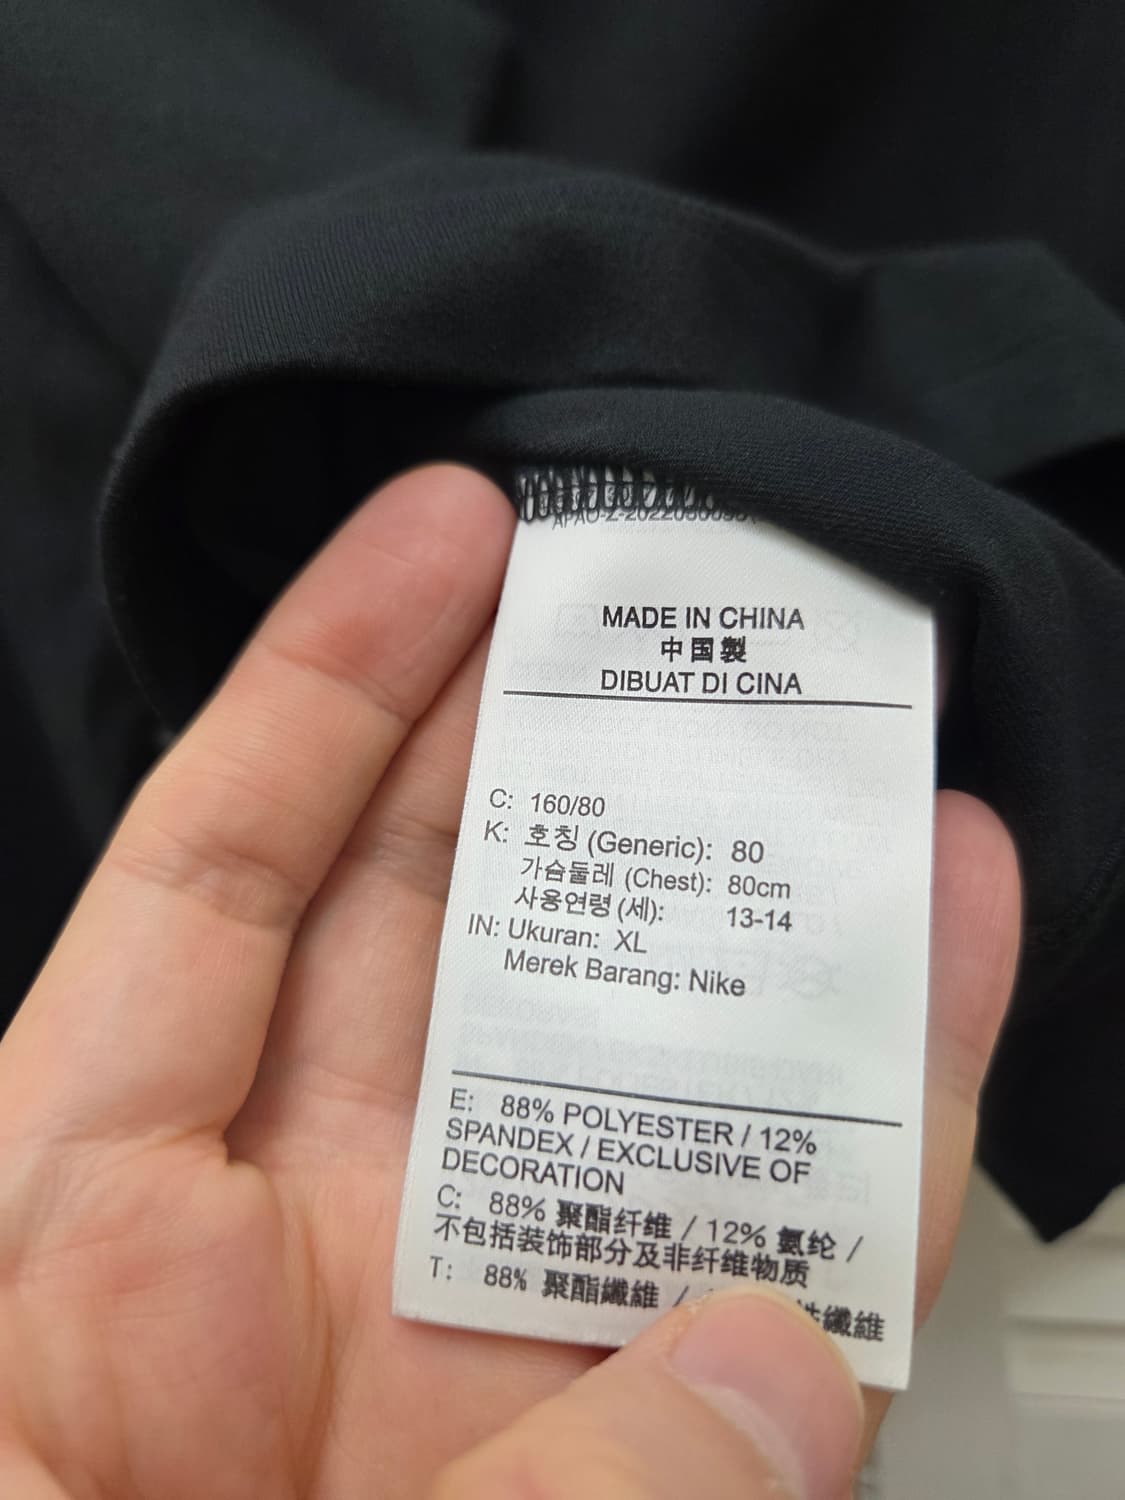 MADE IN CHINA
中国製
DIBUAT DI CINA
C: 160/80
K: 호칭 (Generic): 80
가슴둘레 (Chest): 80cm
사용연령 (세): 13-14
IN: Ukuran: XL
Merek Barang: Nike
E: 88% POLYESTER / 12%
SPANDEX / EXCLUSIVE OF
DECORATION
C: 88% 聚酯纤维 / 12% 氨纶 /
不包括装饰部分及非纤维物质
T: 88% 聚酯纖維 / 纖維